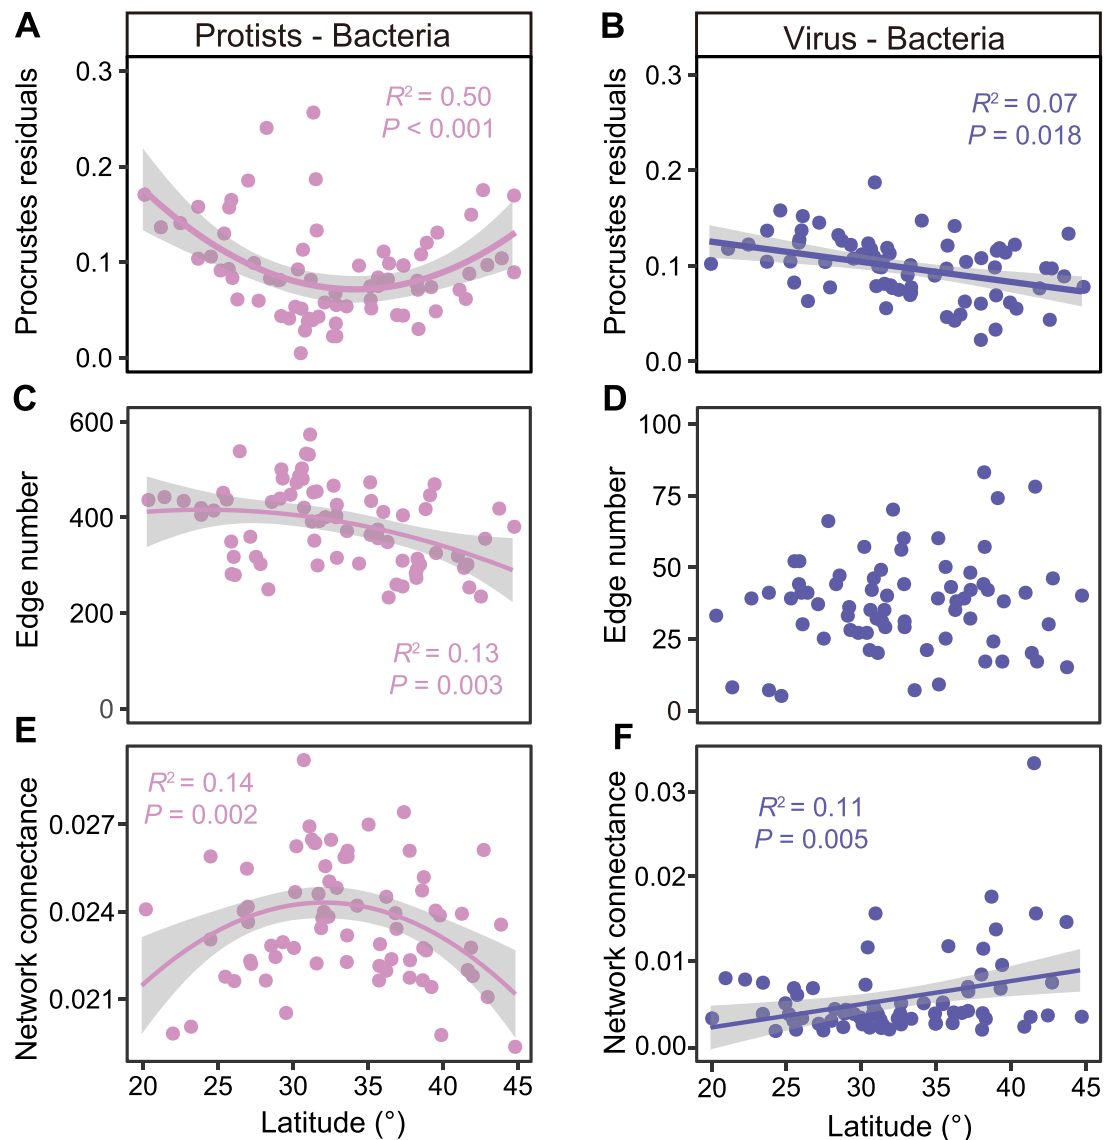 A
Protists - Bacteria
Procrustes residuals
0.3
0.2
0.1
0.0
R² = 0.50
P < 0.001
B
Virus - Bacteria
Procrustes residuals
0.3
0.2
0.1
0.0
R² = 0.07
P = 0.018
C
Edge number
600
400
200
0
R² = 0.13
P = 0.003
D
Edge number
100
75
50
25
0
E
Network connectance
0.027
0.024
0.021
R² = 0.14
P = 0.002
20 25 30 35 40 45
Latitude (°)
F
Network connectance
0.03
0.02
0.01
0.00
R² = 0.11
P = 0.005
20 25 30 35 40 45
Latitude (°)